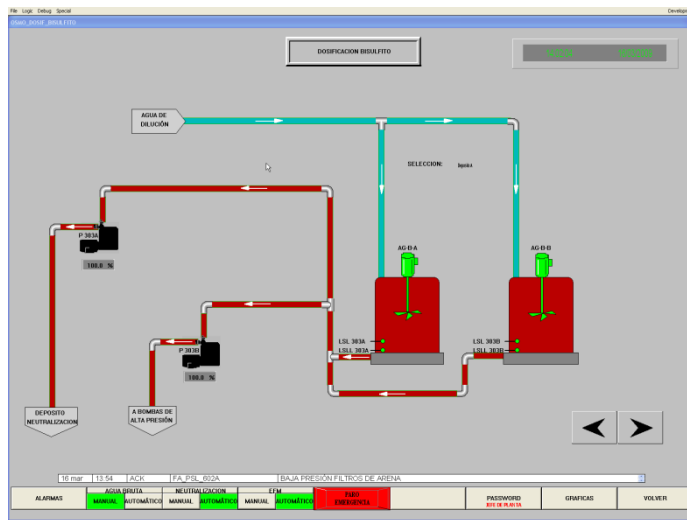 File Logic Debug Special
Develop
DOSIFICACION BISULFITO
AGUA DE
DILUCIÓN
SELECCION:
P 303A
100.0 %
AG-B-A
AG-B-B
LSL 303A
LSLL 303A
LSL 303B
LSLL 303B
P 303B
100.0 %
DEPOSITO
NEUTRALIZACION
A BOMBAS DE
ALTA PRESIÓN
16 mar 13:54 ACK FA_PSL_602A BAJA PRESIÓN FILTROS DE ARENA
ALARMAS
AGUA BRUTA
MANUAL AUTOMÁTICO
NEUTRALIZACION
MANUAL AUTOMÁTICO
EFM
MANUAL AUTOMÁTICO
PARO
EMERGENCIA
PASSWORD
JEFE DE PLANTA
GRAFICAS
VOLVER